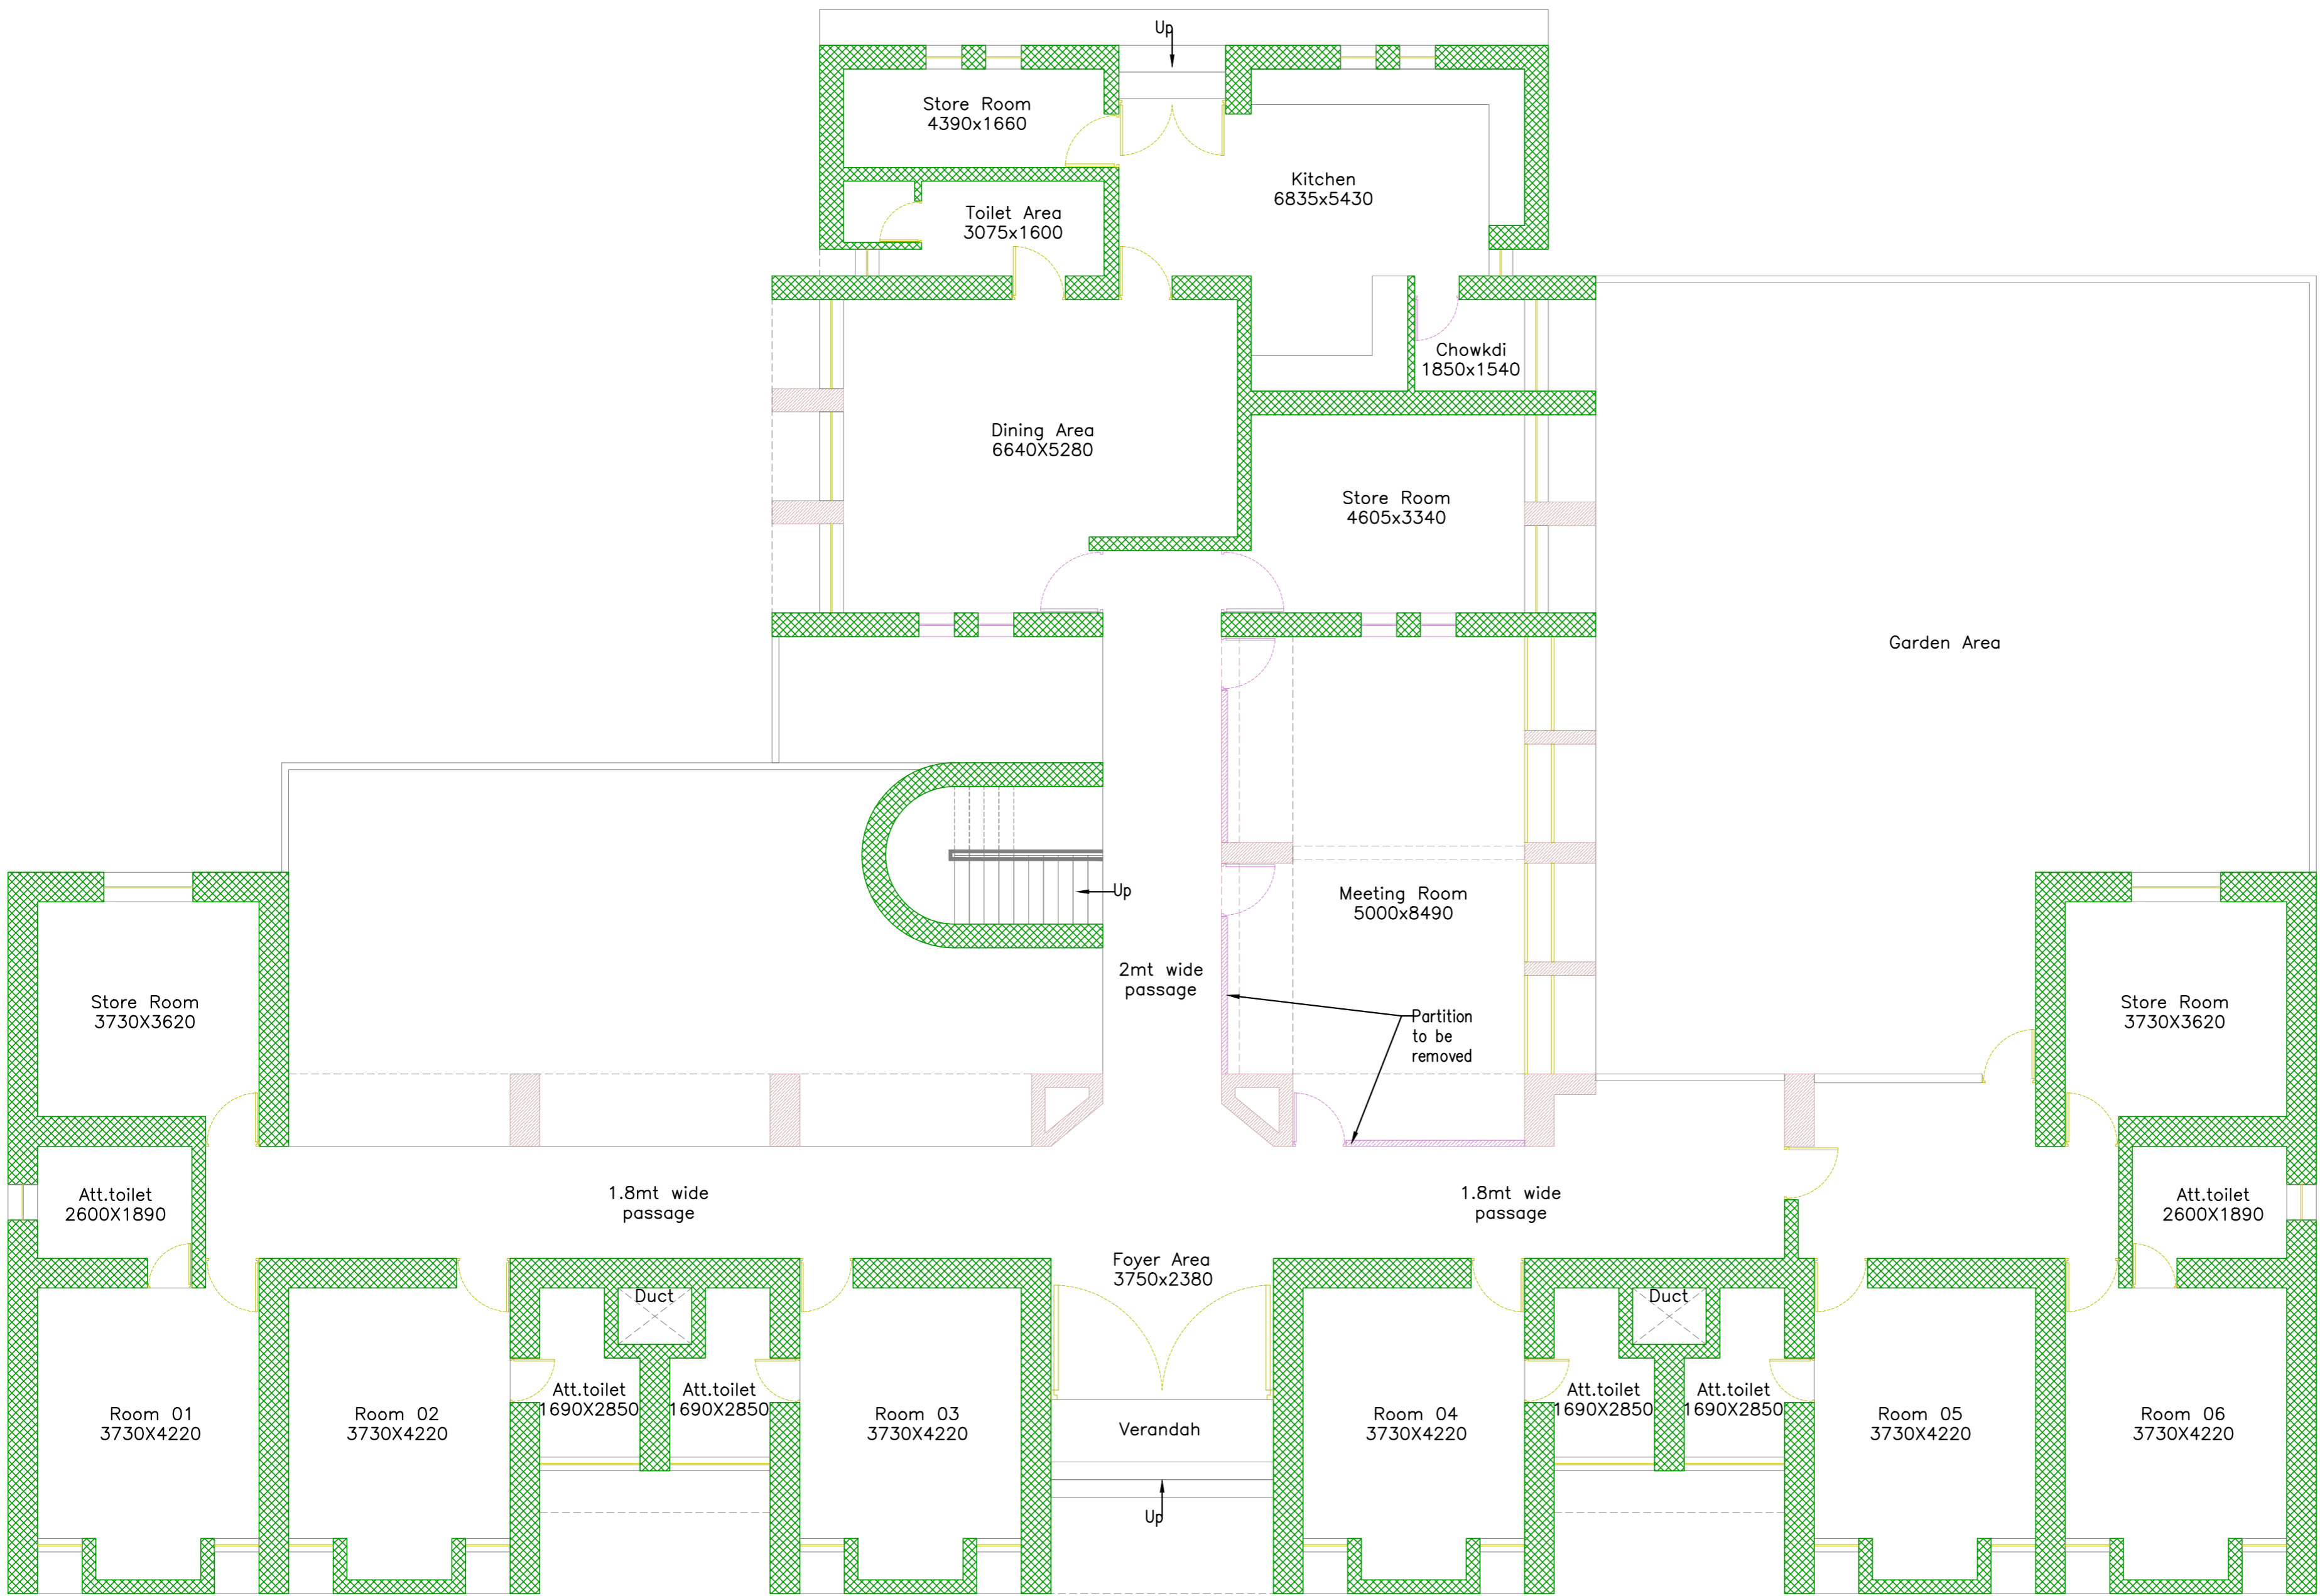 Up
Store Room
4390x1660
Kitchen
6835x5430
Toilet Area
3075x1600
Chowkdi
1850x1540
Dining Area
6640X5280
Store Room
4605x3340
Garden Area
Up
Meeting Room
5000x8490
2mt wide
passage
Partition
to be
removed
Store Room
3730X3620
Store Room
3730X3620
Att.toilet
2600X1890
1.8mt wide
passage
1.8mt wide
passage
Att.toilet
2600X1890
Foyer Area
3750x2380
Duct
Duct
Att.toilet
1690X2850
Att.toilet
1690X2850
Att.toilet
1690X2850
Att.toilet
1690X2850
Room 01
3730X4220
Room 02
3730X4220
Room 03
3730X4220
Verandah
Room 04
3730X4220
Room 05
3730X4220
Room 06
3730X4220
Up